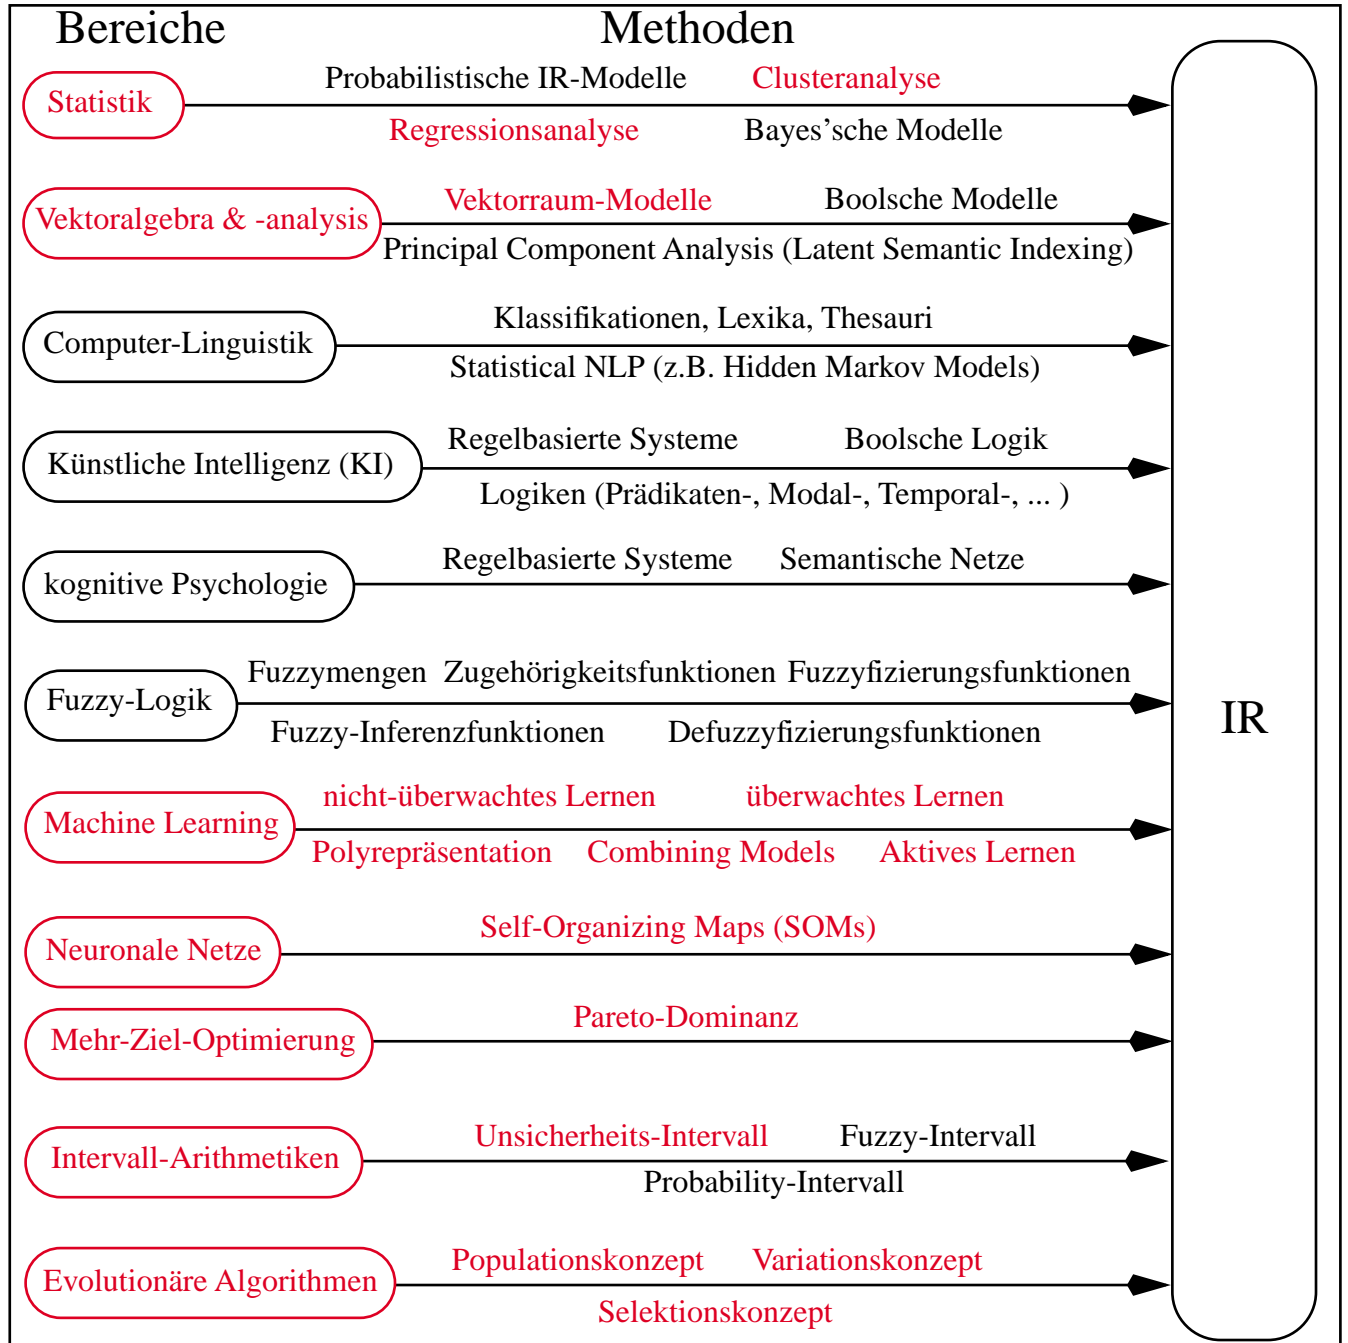 Bereiche Methoden
Probabilistische IR-Modelle Clusteranalyse
Statistik
Regressionsanalyse Bayes’sche Modelle
Vektorraum-Modelle Boolsche Modelle
Vektoralgebra & -analysis
Principal Component Analysis (Latent Semantic Indexing)
Klassifikationen, Lexika, Thesauri
Computer-Linguistik
Statistical NLP (z.B. Hidden Markov Models)
Regelbasierte Systeme Boolsche Logik
Künstliche Intelligenz (KI)
Logiken (Prädikaten-, Modal-, Temporal-, ... )
Regelbasierte Systeme Semantische Netze
kognitive Psychologie
Fuzzymengen Zugehörigkeitsfunktionen Fuzzyfizierungsfunktionen
Fuzzy-Logik
IR
Fuzzy-Inferenzfunktionen Defuzzyfizierungsfunktionen
nicht-überwachtes Lernen überwachtes Lernen
Machine Learning
Polyrepräsentation Combining Models Aktives Lernen
Self-Organizing Maps (SOMs)
Neuronale Netze
Pareto-Dominanz
Mehr-Ziel-Optimierung
Unsicherheits-Intervall Fuzzy-Intervall
Intervall-Arithmetiken
Probability-Intervall
Populationskonzept Variationskonzept
Evolutionäre Algorithmen
Selektionskonzept